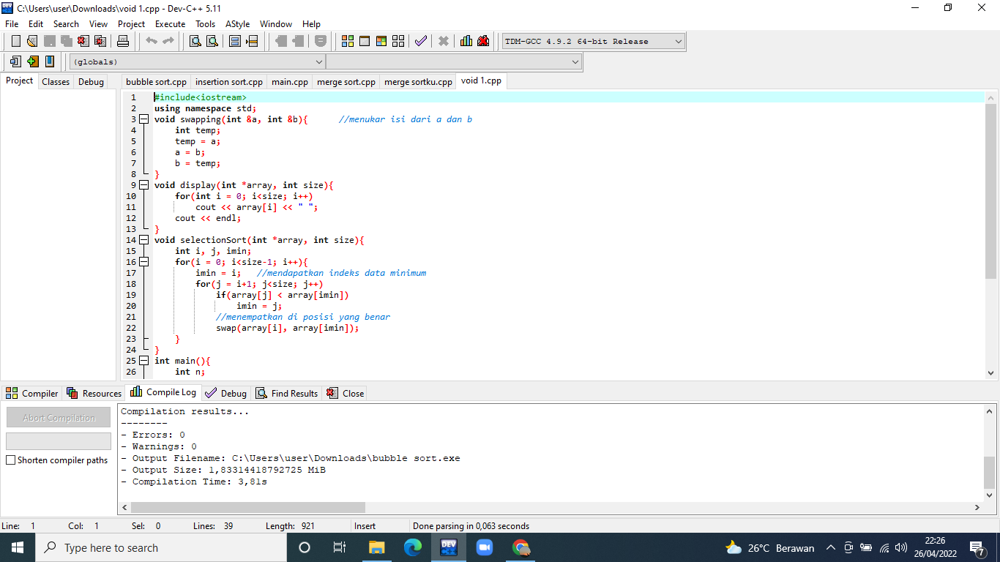 C:\Users\user\Downloads\void 1.cpp - Dev-C++ 5.11
File Edit Search View Project Execute Tools AStyle Window Help
TDM-GCC 4.9.2 64-bit Release
(globals)
Project Classes Debug
bubble sort.cpp insertion sort.cpp main.cpp merge sort.cpp merge sortku.cpp void 1.cpp
1 #include<iostream>
2 using namespace std;
3 void swapping(int &a, int &b){ //menukar isi dari a dan b
4 int temp;
5 temp = a;
6 a = b;
7 b = temp;
8 }
9 void display(int *array, int size){
10 for(int i = 0; i<size; i++)
11 cout << array[i] << " ";
12 cout << endl;
13 }
14 void selectionSort(int *array, int size){
15 int i, j, imin;
16 for(i = 0; i<size-1; i++){
17 imin = i; //mendapatkan indeks data minimum
18 for(j = i+1; j<size; j++)
19 if(array[j] < array[imin])
20 imin = j;
21 //menempatkan di posisi yang benar
22 swap(array[i], array[imin]);
23 }
24 }
25 int main(){
26 int n;
Compiler Resources Compile Log Debug Find Results Close
Abort Compilation
Shorten compiler paths
Compilation results...
--------
- Errors: 0
- Warnings: 0
- Output Filename: C:\Users\user\Downloads\bubble sort.exe
- Output Size: 1,83314418792725 MiB
- Compilation Time: 3,81s
Line: 1 Col: 1 Sel: 0 Lines: 39 Length: 921 Insert Done parsing in 0,063 seconds
Type here to search
DEV
26°C Berawan
22:26
26/04/2022
7